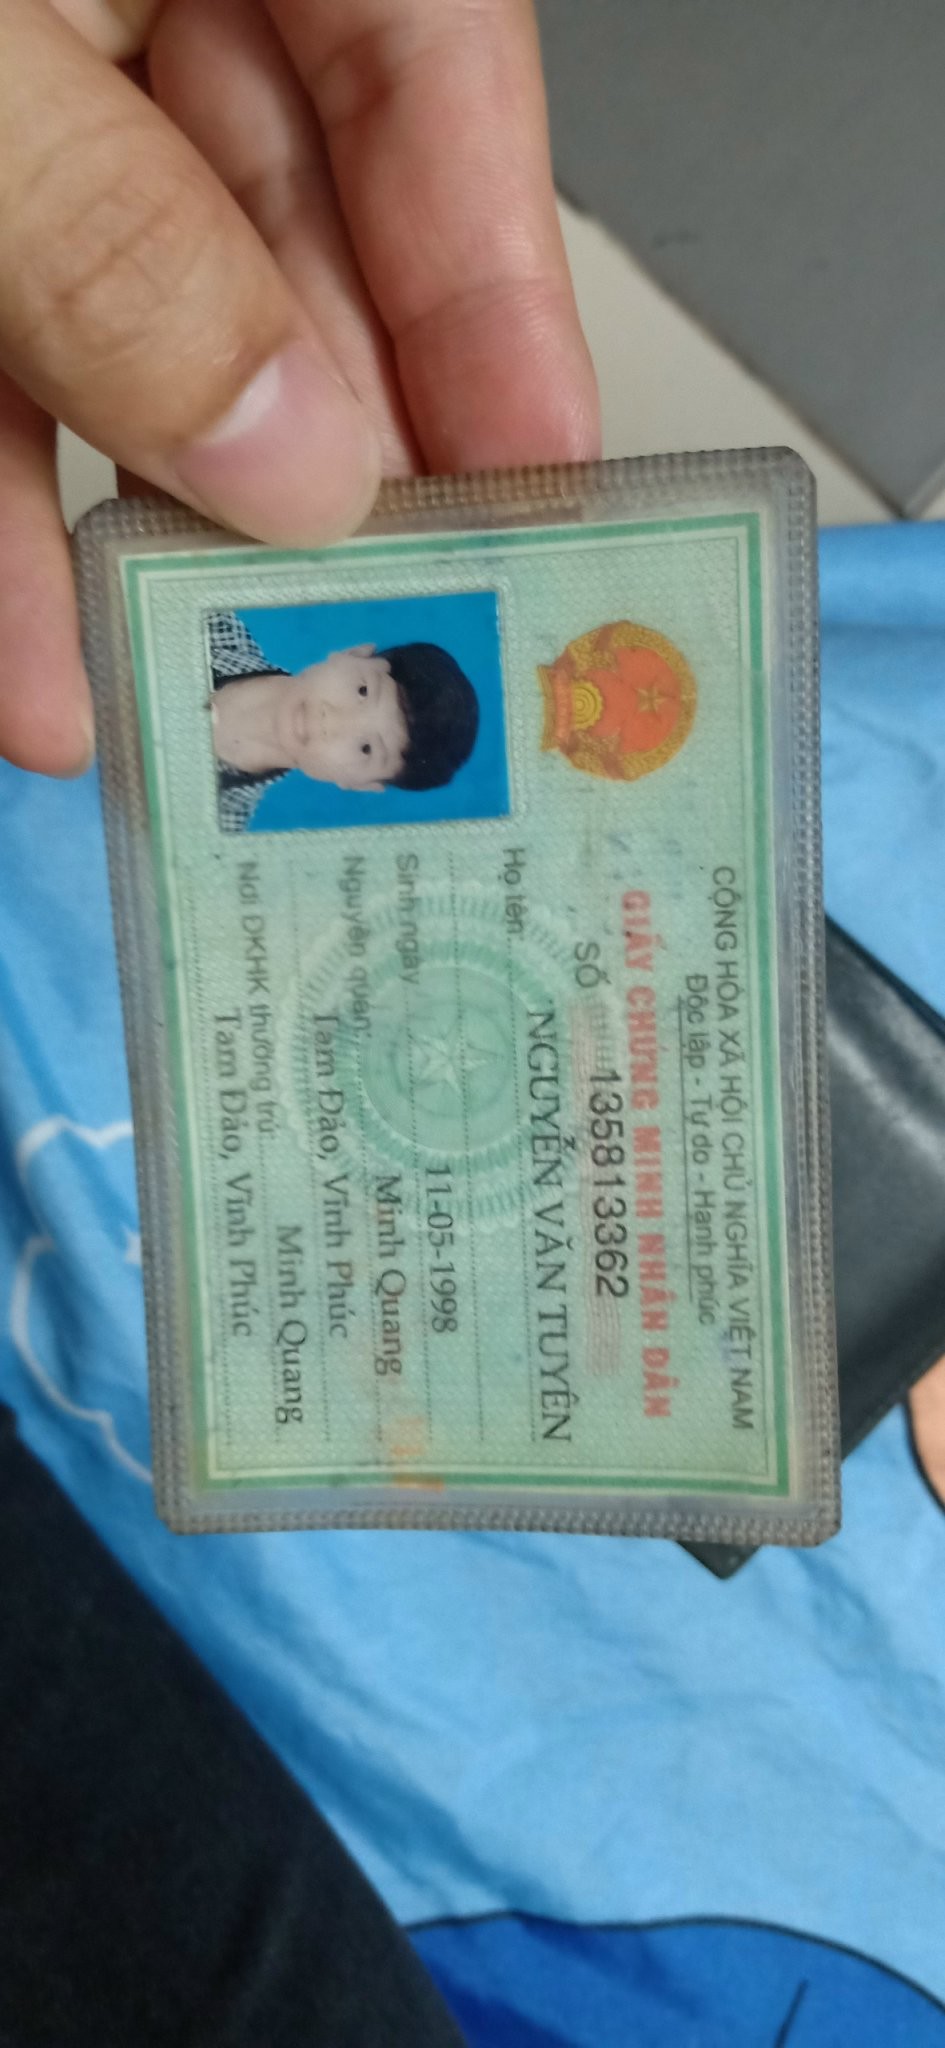 CỘNG HÒA XÃ HỘI CHỦ NGHĨA VIỆT NAM
Độc lập - Tự do - Hạnh phúc
GIẤY CHỨNG MINH NHÂN DÂN
SỐ 135813362
Họ tên: NGUYỄN VĂN TUYÊN
Sinh ngày 11-05-1998
Nguyên quán: Minh Quang
Tam Đảo, Vĩnh Phúc
Nơi ĐKHK thường trú: Minh Quang
Tam Đảo, Vĩnh Phúc